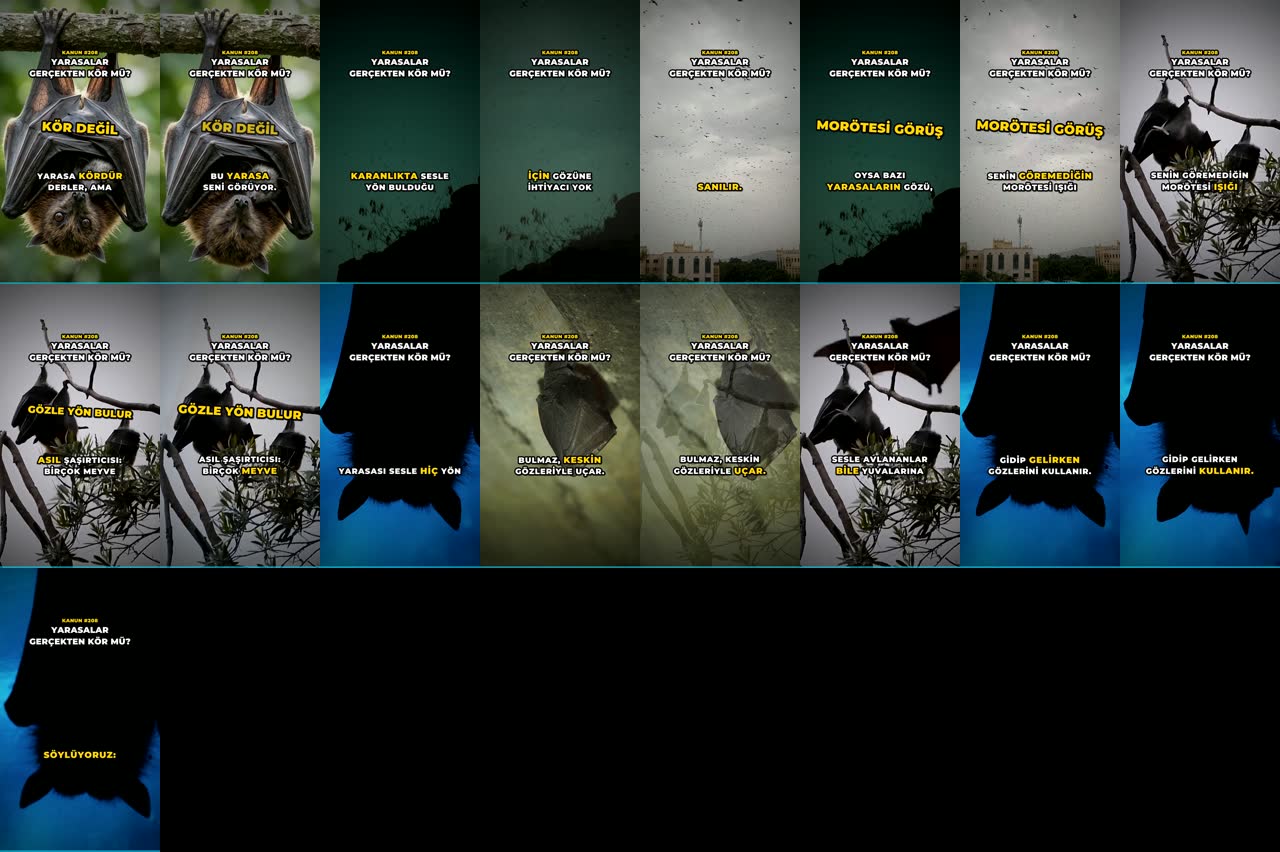 KANUN #208
YARASALAR
GERÇEKTEN KÖR MÜ?
KÖR DEĞİL
YARASA KÖRDÜR
DERLER, AMA
KANUN #208
YARASALAR
GERÇEKTEN KÖR MÜ?
KÖR DEĞİL
BU YARASA
SENİ GÖRÜYOR.
KANUN #208
YARASALAR
GERÇEKTEN KÖR MÜ?
KARANLIKTA SESLE
YÖN BULDUĞU
KANUN #208
YARASALAR
GERÇEKTEN KÖR MÜ?
İÇİN GÖZÜNE
İHTİYACI YOK
KANUN #208
YARASALAR
GERÇEKTEN KÖR MÜ?
SANILIR.
KANUN #208
YARASALAR
GERÇEKTEN KÖR MÜ?
MORÖTESİ GÖRÜŞ
OYSA BAZI
YARASALARIN GÖZÜ,
KANUN #208
YARASALAR
GERÇEKTEN KÖR MÜ?
MORÖTESİ GÖRÜŞ
SENİN GÖREMEDİĞİN
MORÖTESİ IŞIĞI
KANUN #208
YARASALAR
GERÇEKTEN KÖR MÜ?
SENİN GÖREMEDİĞİN
MORÖTESİ IŞIĞI
KANUN #208
YARASALAR
GERÇEKTEN KÖR MÜ?
GÖZLE YÖN BULUR
ASIL ŞAŞIRTICISI:
BİRÇOK MEYVE
KANUN #208
YARASALAR
GERÇEKTEN KÖR MÜ?
GÖZLE YÖN BULUR
ASIL ŞAŞIRTICISI:
BİRÇOK MEYVE
KANUN #208
YARASALAR
GERÇEKTEN KÖR MÜ?
YARASASI SESLE HİÇ YÖN
KANUN #208
YARASALAR
GERÇEKTEN KÖR MÜ?
BULMAZ, KESKİN
GÖZLERİYLE UÇAR.
KANUN #208
YARASALAR
GERÇEKTEN KÖR MÜ?
BULMAZ, KESKİN
GÖZLERİYLE UÇAR.
KANUN #208
YARASALAR
GERÇEKTEN KÖR MÜ?
SESLE AVLANANLAR
BİLE YUVALARINA
KANUN #208
YARASALAR
GERÇEKTEN KÖR MÜ?
GİDİP GELİRKEN
GÖZLERİNİ KULLANIR.
KANUN #208
YARASALAR
GERÇEKTEN KÖR MÜ?
GİDİP GELİRKEN
GÖZLERİNİ KULLANIR.
KANUN #208
YARASALAR
GERÇEKTEN KÖR MÜ?
SÖYLÜYORUZ: